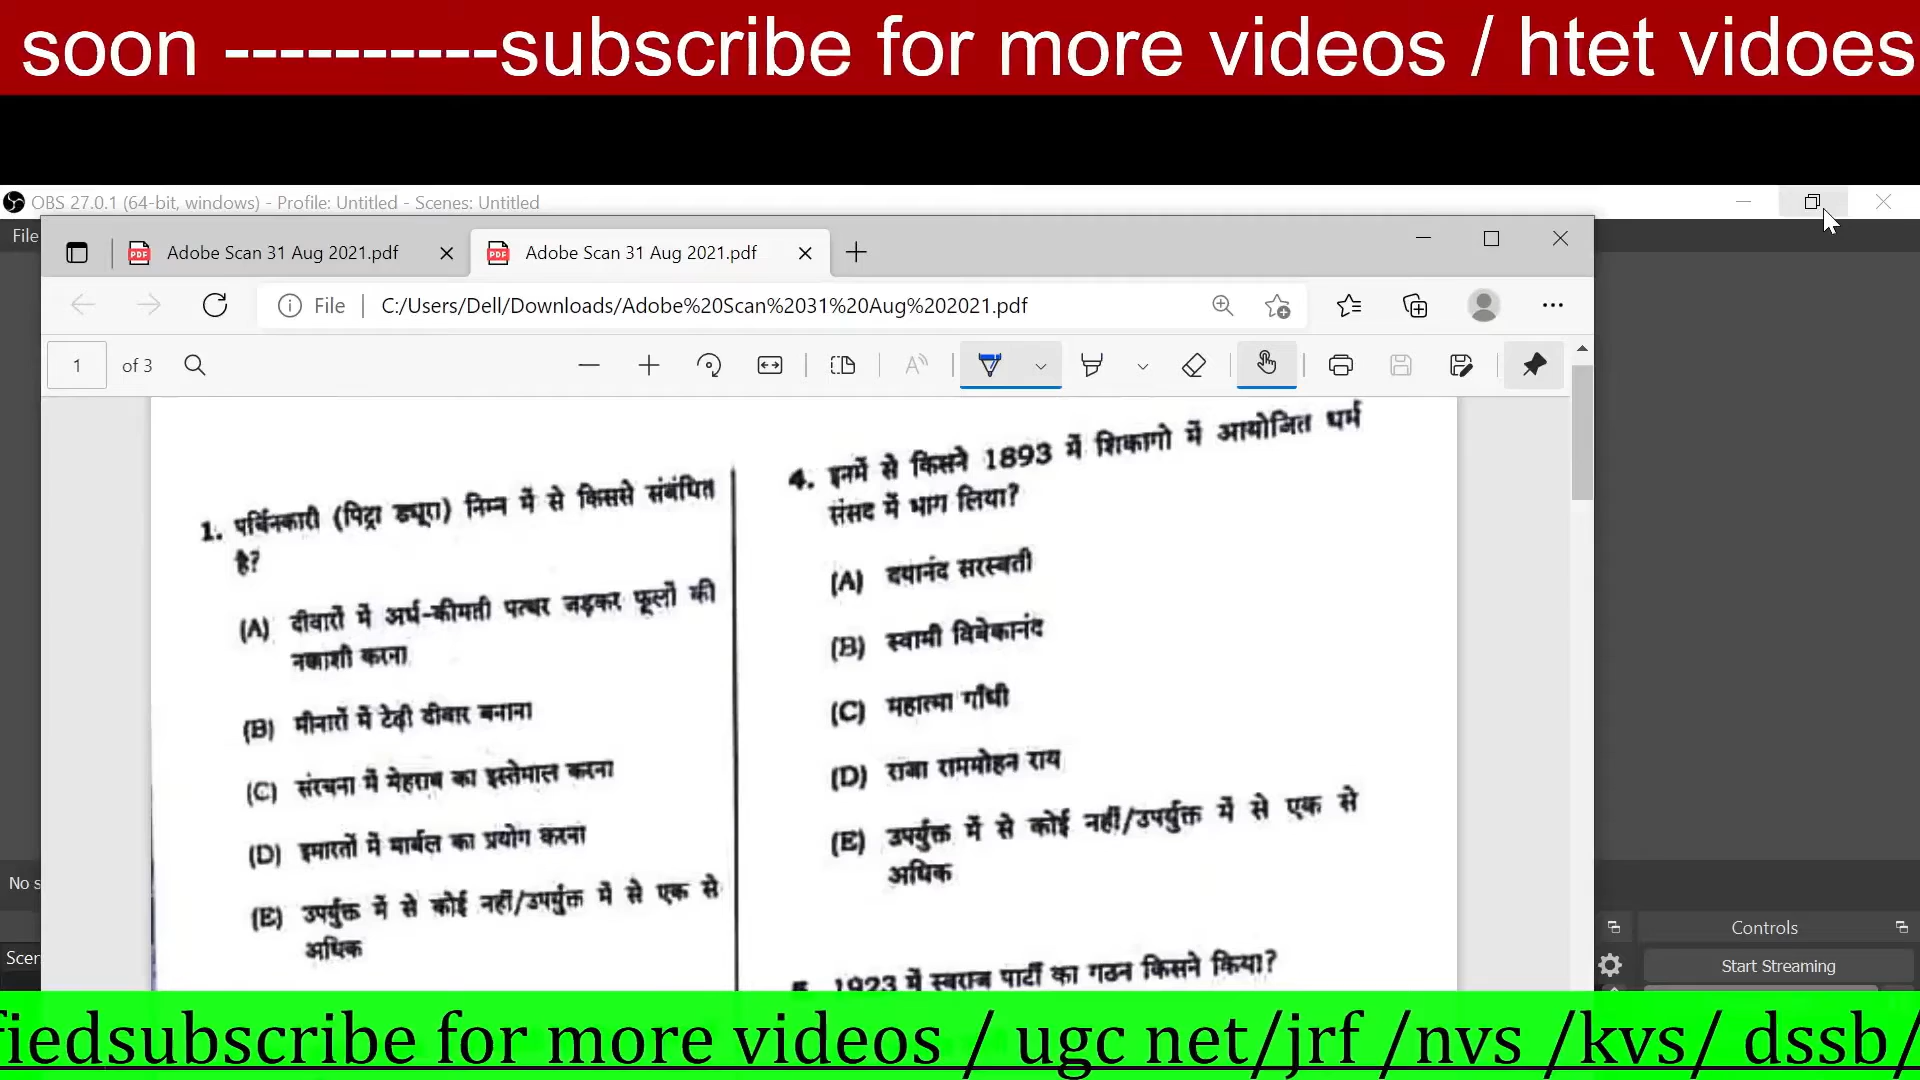 soon ----------subscribe for more videos / htet vidoes
OBS 27.0.1 (64-bit, windows) - Profile: Untitled - Scenes: Untitled
File
Adobe Scan 31 Aug 2021.pdf
Adobe Scan 31 Aug 2021.pdf
File
C:/Users/Dell/Downloads/Adobe%20Scan%2031%20Aug%202021.pdf
1 of 3
1. पर्चिनकारी (पिट्रा ड्यूरा) निम्न में से किससे संबंधित
है?
(A) दीवारों में अर्ध-कीमती पत्थर जड़कर फूलों की
नक्काशी करना
(B) मीनारों में टेढ़ी दीवार बनाना
(C) संरचना में मेहराब का इस्तेमाल करना
(D) इमारतों में मार्बल का प्रयोग करना
(E) उपर्युक्त में से कोई नहीं/उपर्युक्त में से एक से
अधिक
4. इनमें से किसने 1893 में शिकागो में आयोजित धर्म
संसद में भाग लिया?
(A) दयानंद सरस्वती
(B) स्वामी विवेकानंद
(C) महात्मा गाँधी
(D) राजा राममोहन राय
(E) उपर्युक्त में से कोई नहीं/उपर्युक्त में से एक से
अधिक
5. 1923 में स्वराज पार्टी का गठन किसने किया?
No s
Scen
Controls
Start Streaming
fiedsubscribe for more videos / ugc net/jrf /nvs /kvs/ dssb/